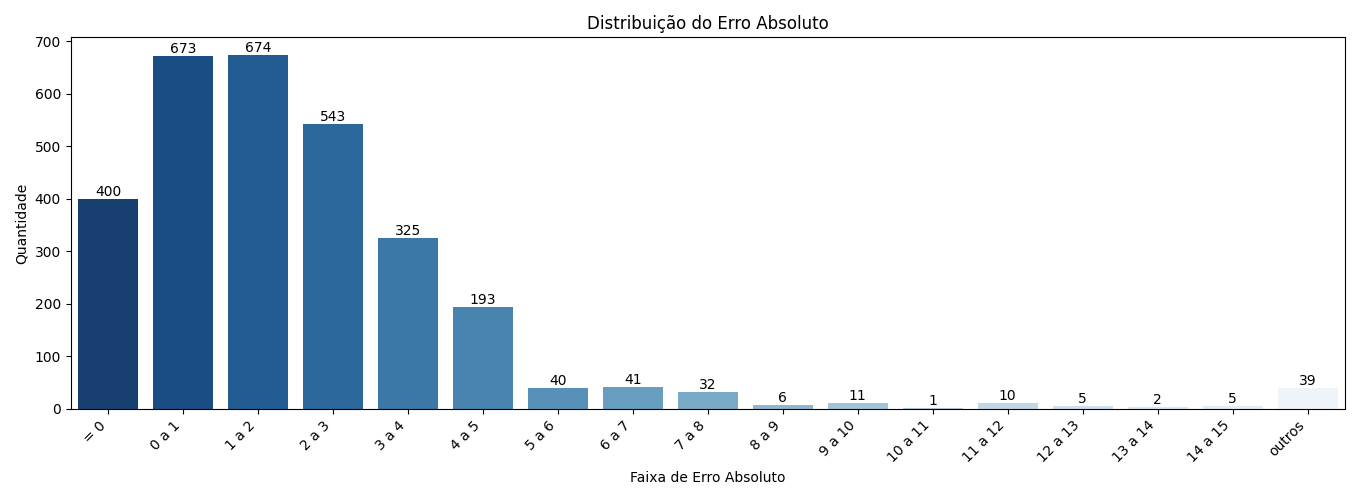 Distribuição do Erro Absoluto
Quantidade
700
600
500
400
300
200
100
0
400
673
674
543
325
193
40
41
32
6
11
1
10
5
2
5
39
= 0
0 a 1
1 a 2
2 a 3
3 a 4
4 a 5
5 a 6
6 a 7
7 a 8
8 a 9
9 a 10
10 a 11
11 a 12
12 a 13
13 a 14
14 a 15
outros
Faixa de Erro Absoluto